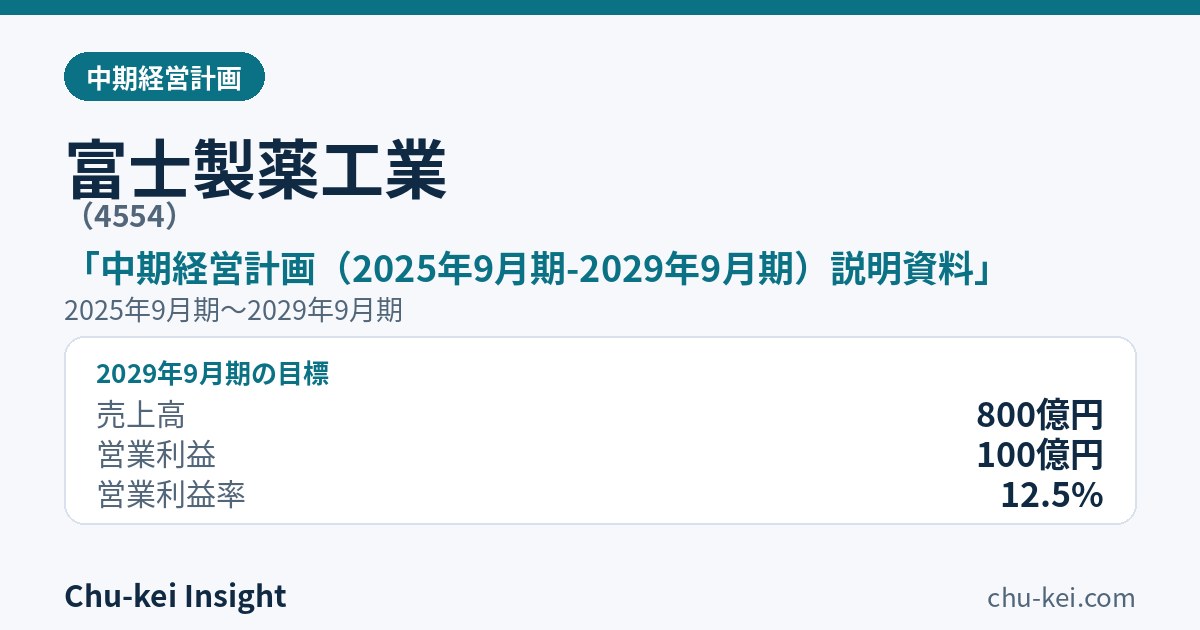 中期経営計画
富士製薬工業
（4554）
「中期経営計画（2025年9月期-2029年9月期）説明資料」
2025年9月期～2029年9月期
2029年9月期の目標
売上高 800億円
営業利益 100億円
営業利益率 12.5%
Chu-kei Insight chu-kei.com